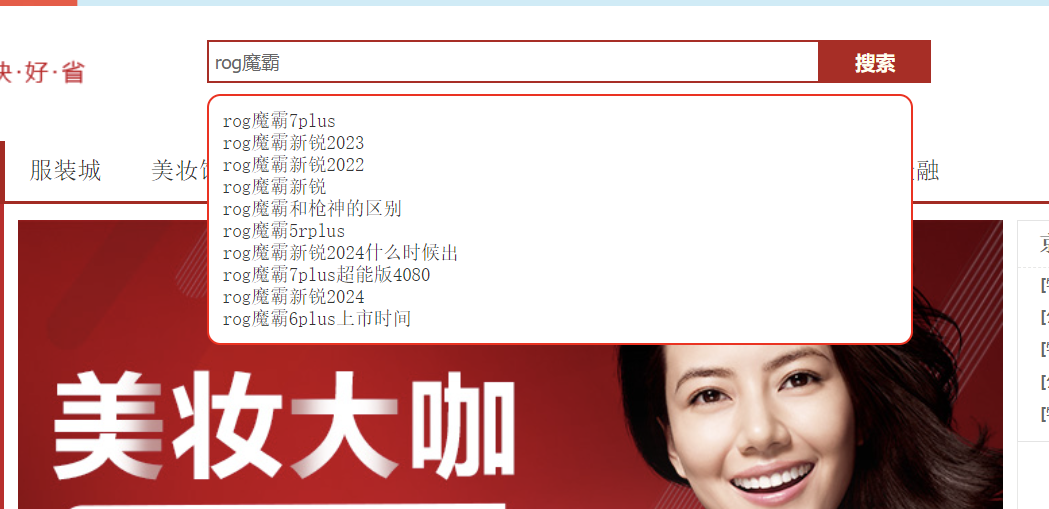 rog魔霸
搜索
·好·省
rog魔霸7plus
rog魔霸新锐2023
rog魔霸新锐2022
rog魔霸新锐
rog魔霸和枪神的区别
rog魔霸5rplus
rog魔霸新锐2024什么时候出
rog魔霸7plus超能版4080
rog魔霸新锐2024
rog魔霸6plus上市时间
服装城
美妆
融
美妆大咖